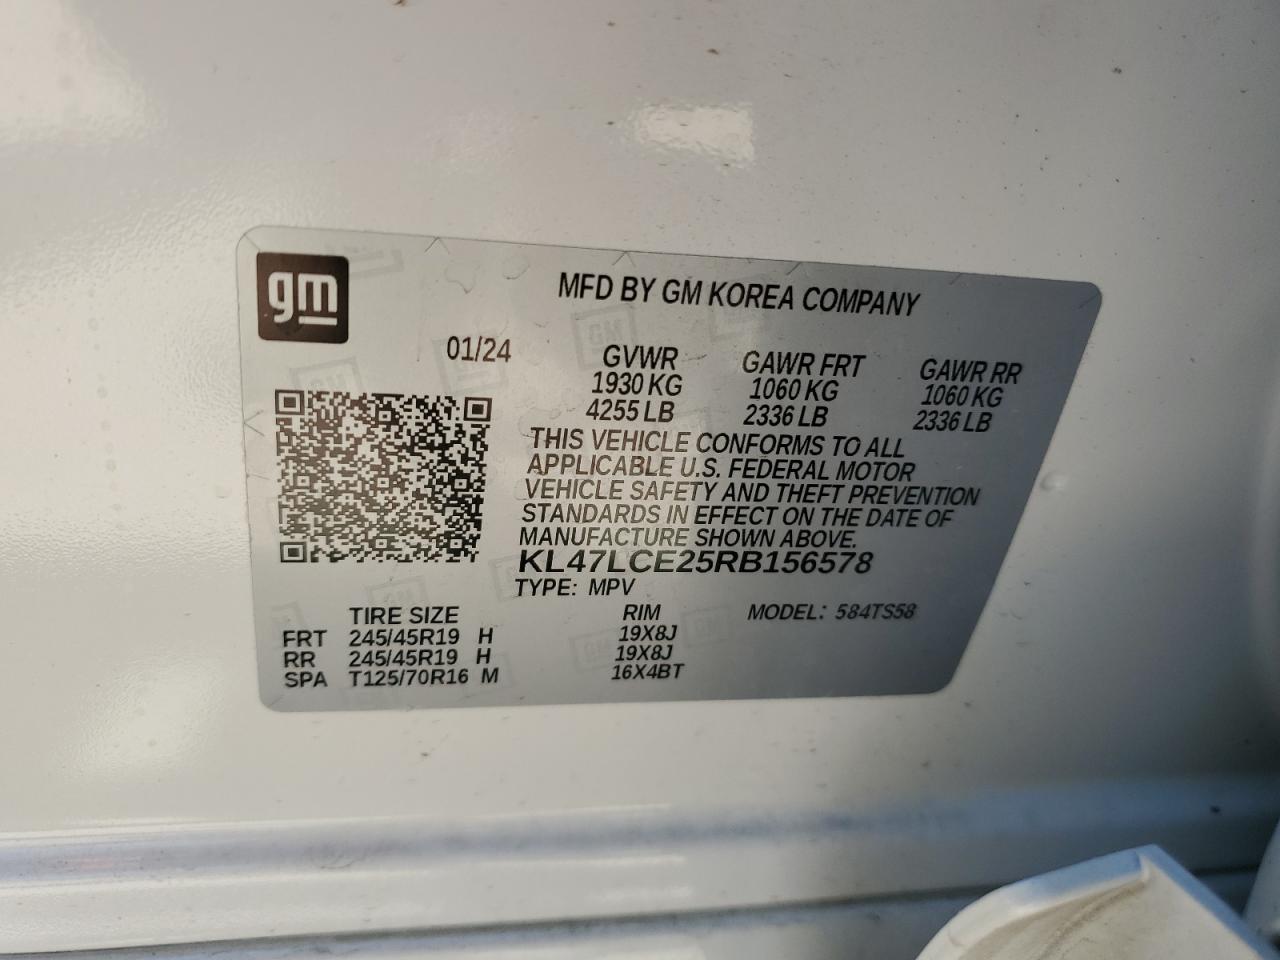 gm
MFD BY GM KOREA COMPANY
01/24
GVWR GAWR FRT GAWR RR
1930 KG 1060 KG 1060 KG
4255 LB 2336 LB 2336 LB
THIS VEHICLE CONFORMS TO ALL
APPLICABLE U.S. FEDERAL MOTOR
VEHICLE SAFETY AND THEFT PREVENTION
STANDARDS IN EFFECT ON THE DATE OF
MANUFACTURE SHOWN ABOVE.
KL47LCE25RB156578
TYPE: MPV
TIRE SIZE RIM MODEL: 584TS58
FRT 245/45R19 H 19X8J
RR 245/45R19 H 19X8J
SPA T125/70R16 M 16X4BT